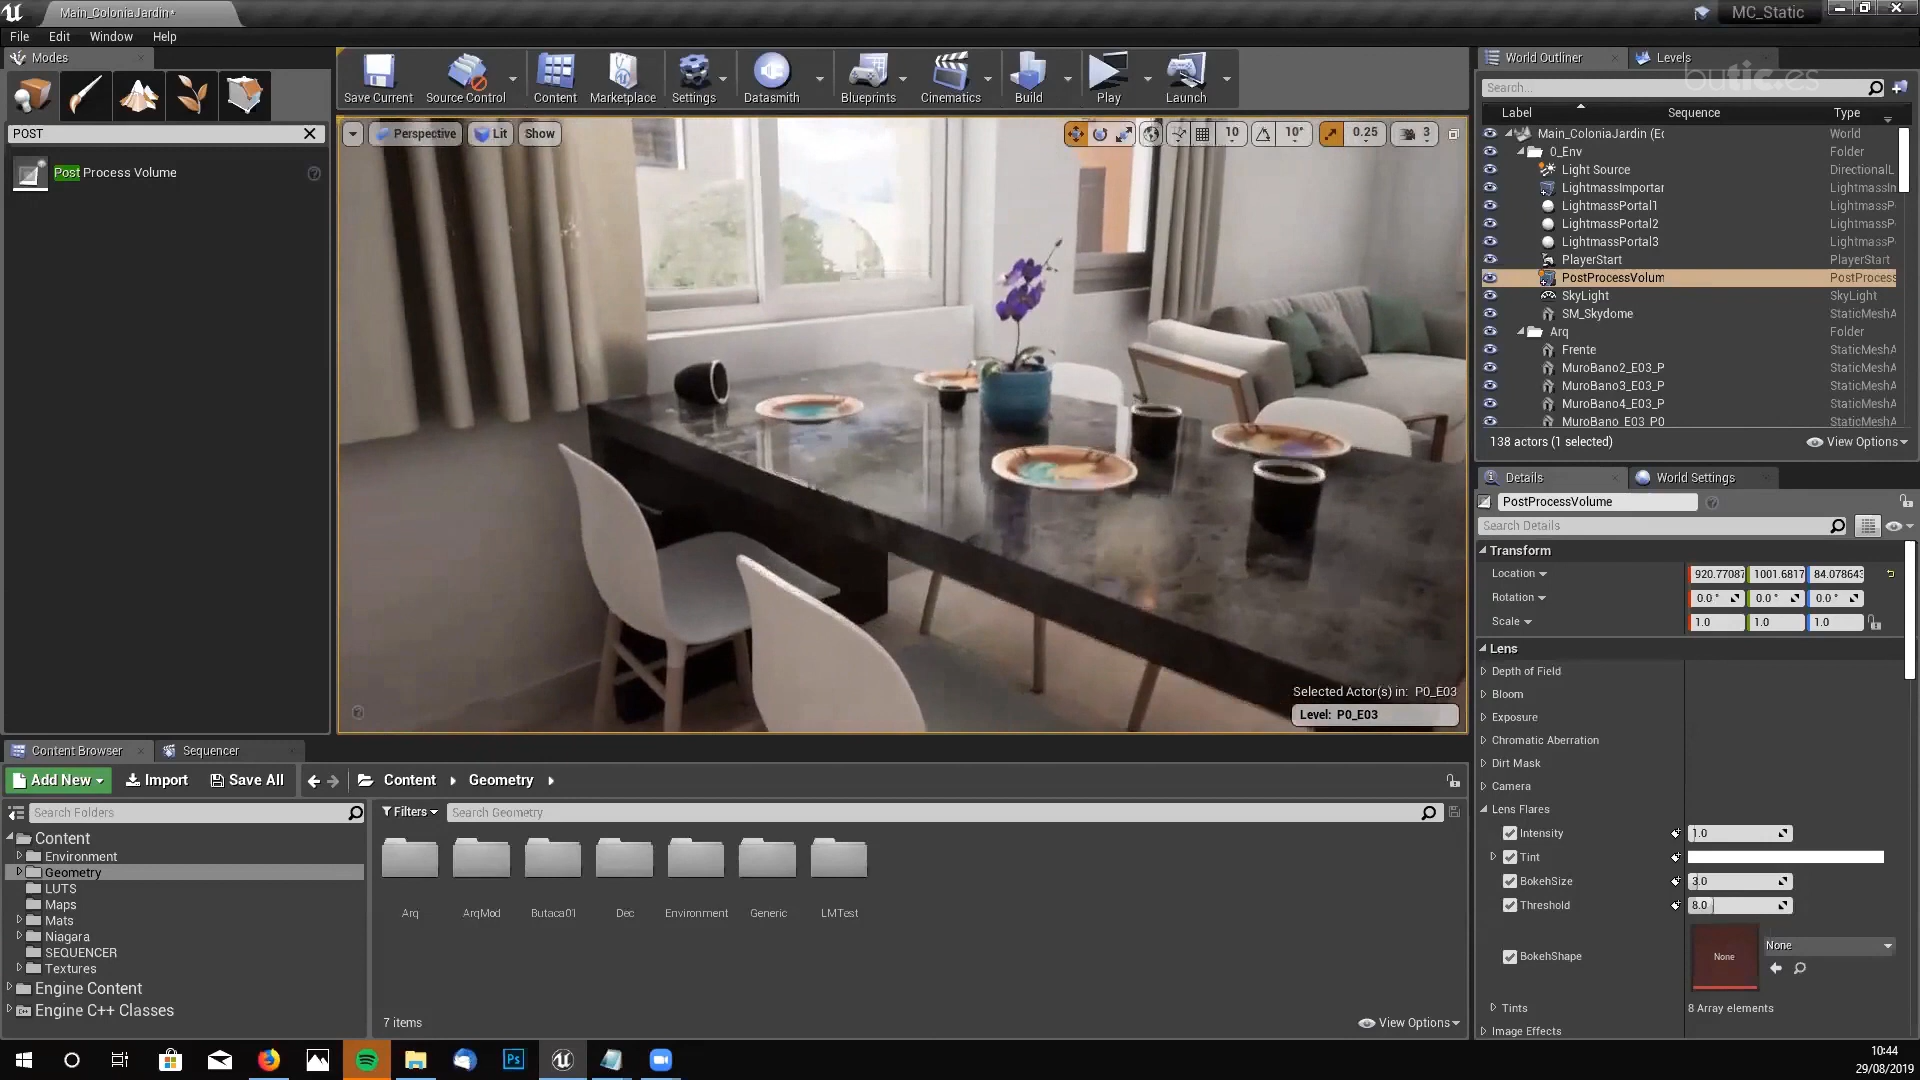 Main_ColoniaJardin*
MC_Static
File
Edit
Window
Help
Modes
POST
Post Process Volume
Save Current
Source Control
Content
Marketplace
Settings
Datasmith
Blueprints
Cinematics
Build
Play
Launch
Perspective
Lit
Show
10
10°
0.25
3
Selected Actor(s) in: P0_E03
Level: P0_E03
World Outliner
Levels
butic.es
Search...
Label
Sequence
Type
Main_ColoniaJardin (Ec
World
0_Env
Folder
Light Source
DirectionalL
LightmassImportar
LightmassIn
LightmassPortal1
LightmassP
LightmassPortal2
LightmassP
LightmassPortal3
LightmassP
PlayerStart
PlayerStart
PostProcessVolum
PostProcess
SkyLight
SkyLight
SM_Skydome
StaticMeshA
Arq
Folder
Frente
StaticMeshA
MuroBano2_E03_P
StaticMeshA
MuroBano3_E03_P
StaticMeshA
MuroBano4_E03_P
StaticMeshA
MuroBano_E03_P0
StaticMeshA
138 actors (1 selected)
View Options
Details
World Settings
PostProcessVolume
Search Details
Transform
Location
920.77087
1001.6817
84.078643
Rotation
0.0 °
0.0 °
0.0 °
Scale
1.0
1.0
1.0
Lens
Depth of Field
Bloom
Exposure
Chromatic Aberration
Dirt Mask
Camera
Lens Flares
Intensity
1.0
Tint
BokehSize
3.0
Threshold
8.0
BokehShape
None
None
Tints
8 Array elements
Image Effects
Content Browser
Sequencer
Add New
Import
Save All
Content
Geometry
Search Folders
Filters
Search Geometry
Content
Environment
Geometry
LUTS
Maps
Mats
Niagara
SEQUENCER
Textures
Engine Content
Engine C++ Classes
Arq
ArqMod
Butaca01
Dec
Environment
Generic
LMTest
7 items
View Options
Ps
10:44
29/08/2019